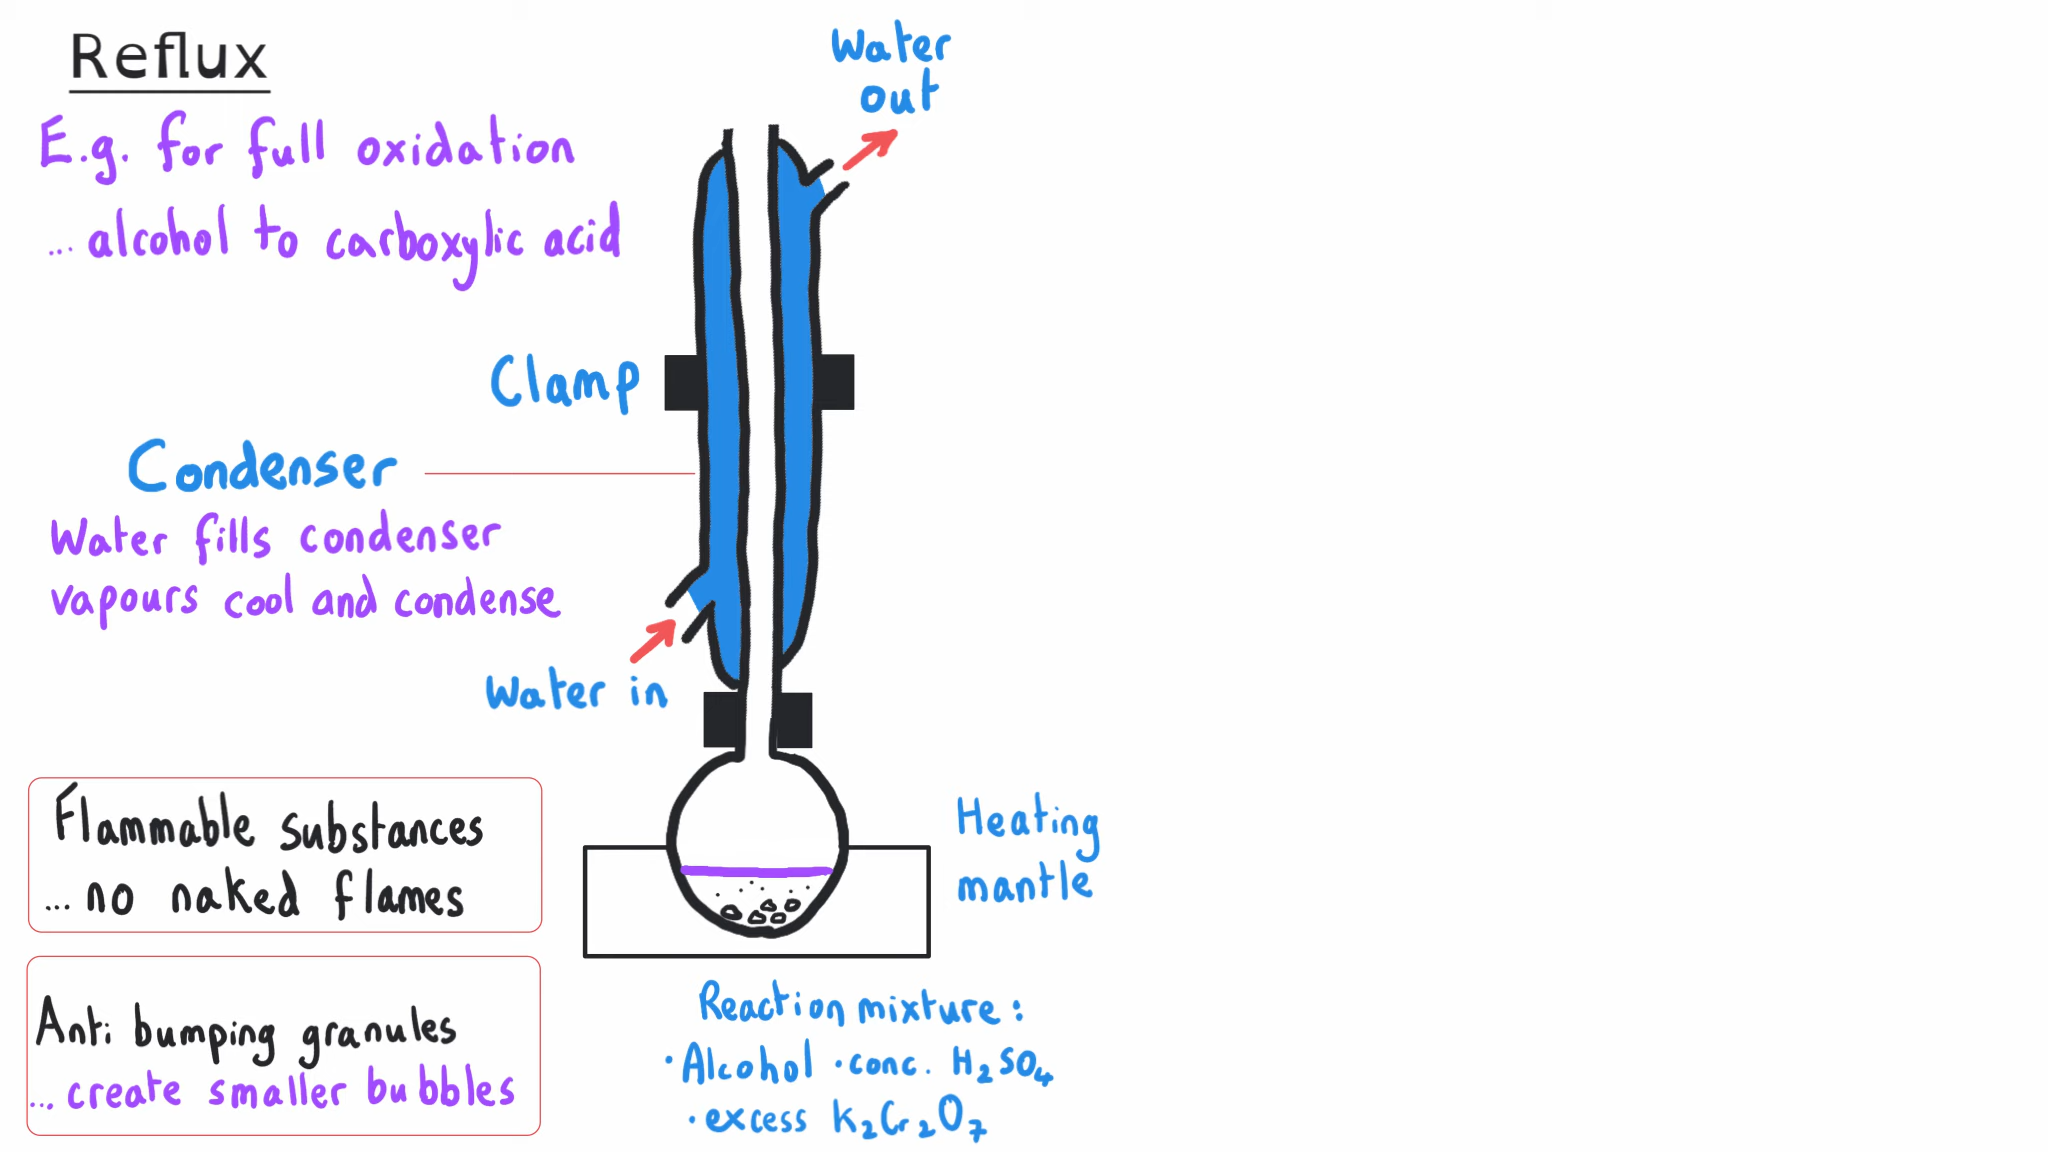 Reflux
E.g. for full oxidation
... alcohol to carboxylic acid
Water
out
Clamp
Condenser
Water fills condenser
vapours cool and condense
Water in
Flammable substances
... no naked flames
Heating
mantle
Anti bumping granules
... create smaller bubbles
Reaction mixture:
• Alcohol • conc. H₂SO₄
• excess K₂Cr₂O₇